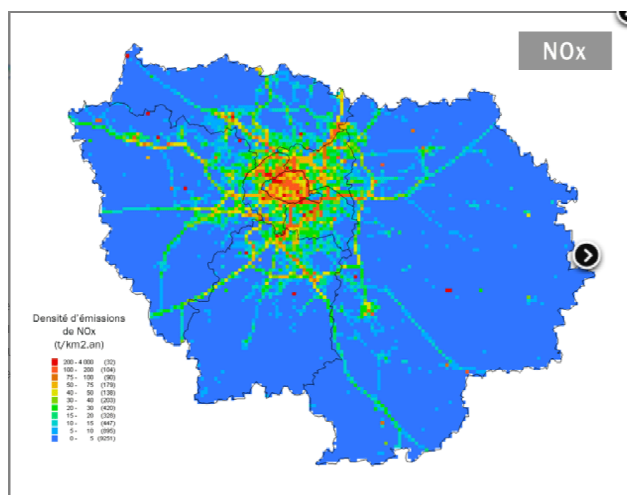 NOx
Densité d'émissions
de NOx
(t/km2.an)
200 - 4 000 (32)
100 - 200 (104)
75 - 100 (90)
50 - 75 (179)
40 - 50 (138)
30 - 40 (203)
20 - 30 (420)
15 - 20 (328)
10 - 15 (447)
5 - 10 (895)
0 - 5 (9251)